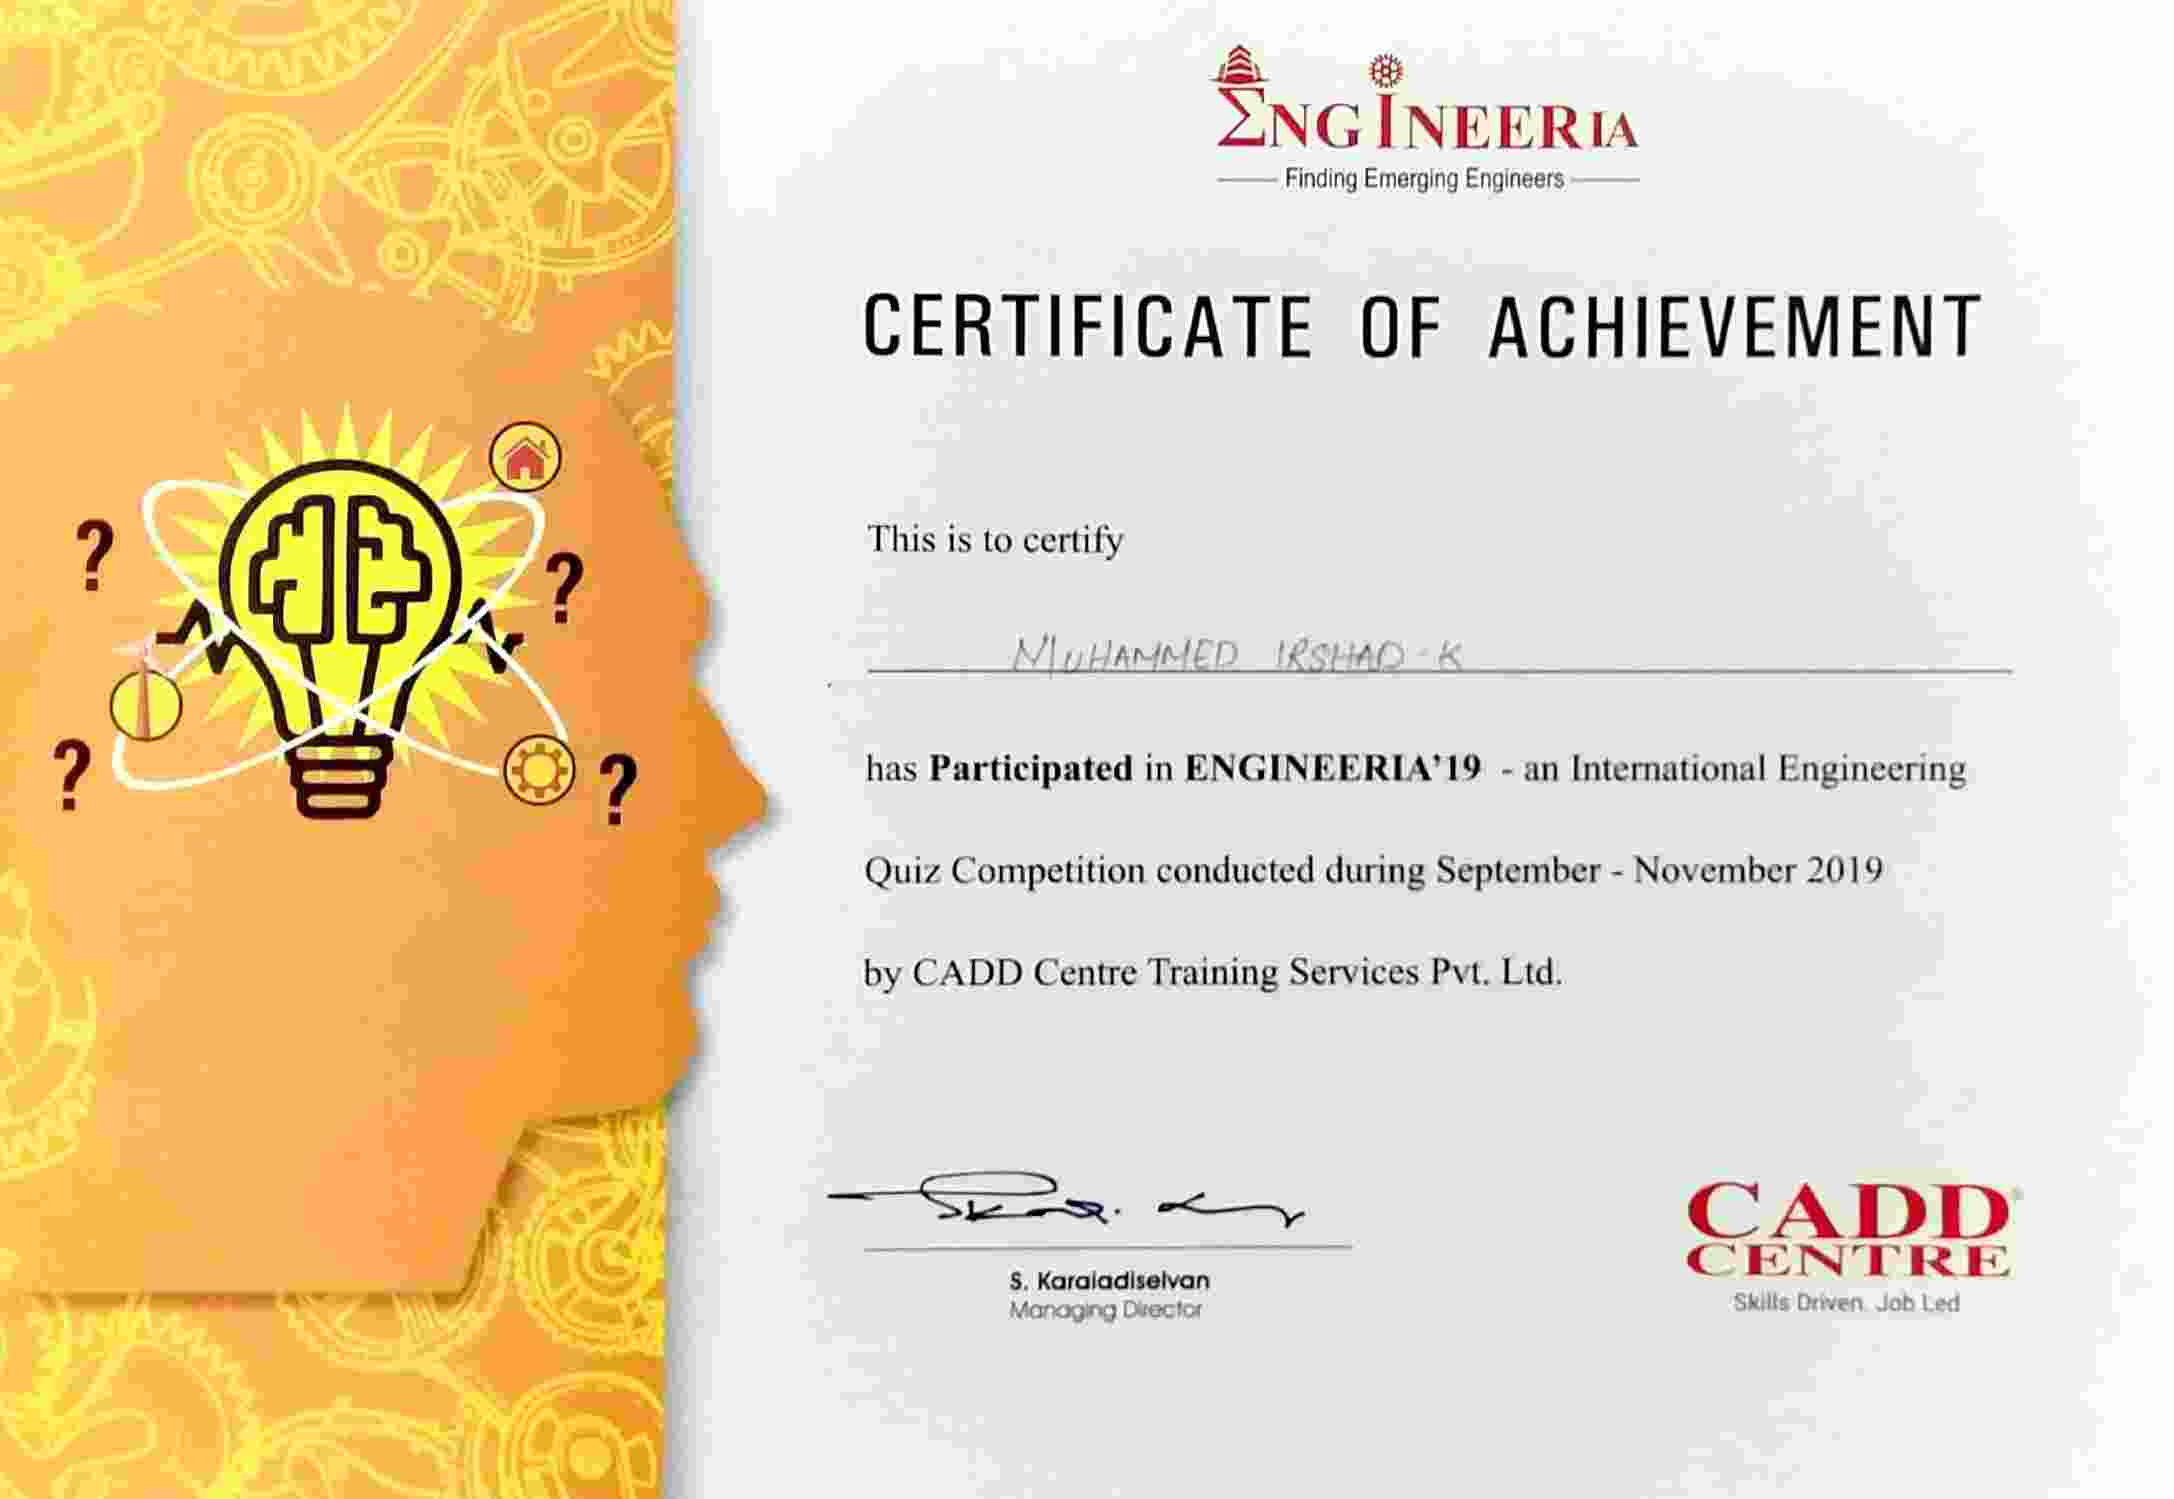 ENGINEERIA
Finding Emerging Engineers
CERTIFICATE OF ACHIEVEMENT
This is to certify
MUHAMMED IRSHAD - K
has Participated in ENGINEERIA'19 - an International Engineering
Quiz Competition conducted during September - November 2019
by CADD Centre Training Services Pvt. Ltd.
S. Karaiadiselvan
Managing Director
CADD
CENTRE
Skills Driven. Job Led
? ? ? ?